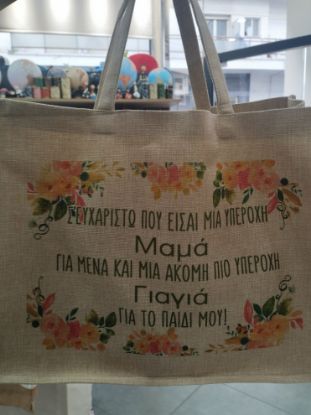 Σ'ΕΥΧΑΡΙΣΤΩ ΠΟΥ ΕΙΣΑΙ ΜΙΑ ΥΠΕΡΟΧΗ
Μαμά
ΓΙΑ ΜΕΝΑ ΚΑΙ ΜΙΑ ΑΚΟΜΗ ΠΙΟ ΥΠΕΡΟΧΗ
Γιαγιά
ΓΙΑ ΤΟ ΠΑΙΔΙ ΜΟΥ!